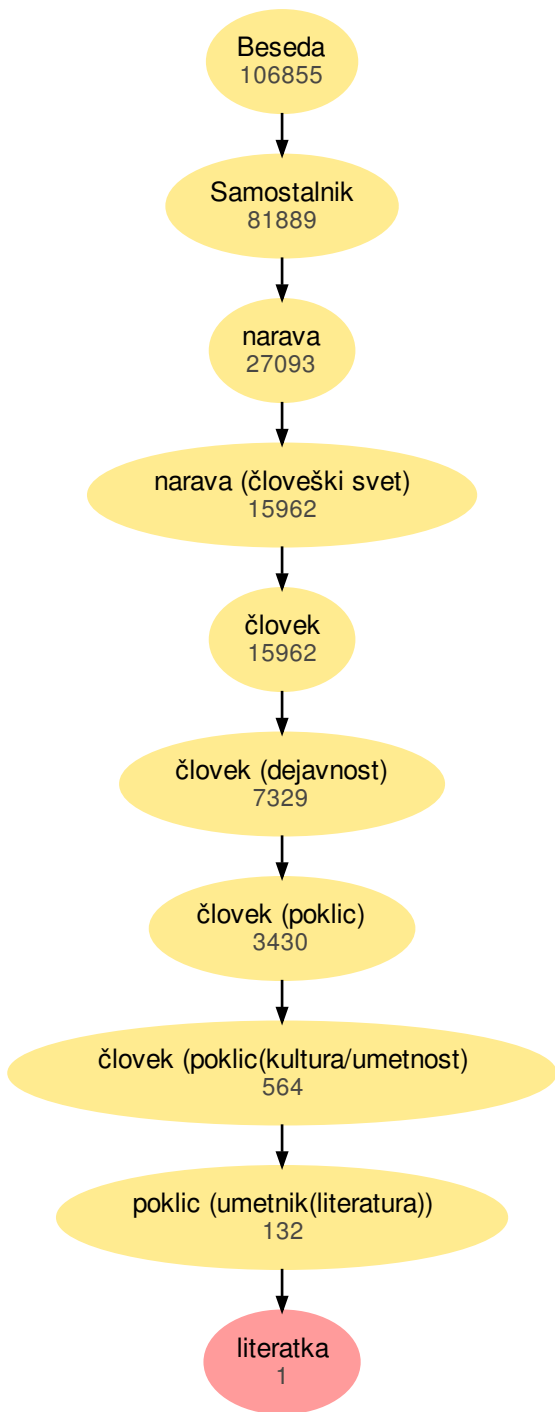 Beseda
106855
Samostalnik
81889
narava
27093
narava (človeški svet)
15962
človek
15962
človek (dejavnost)
7329
človek (poklic)
3430
človek (poklic(kultura/umetnost)
564
poklic (umetnik(literatura))
132
literatka
1